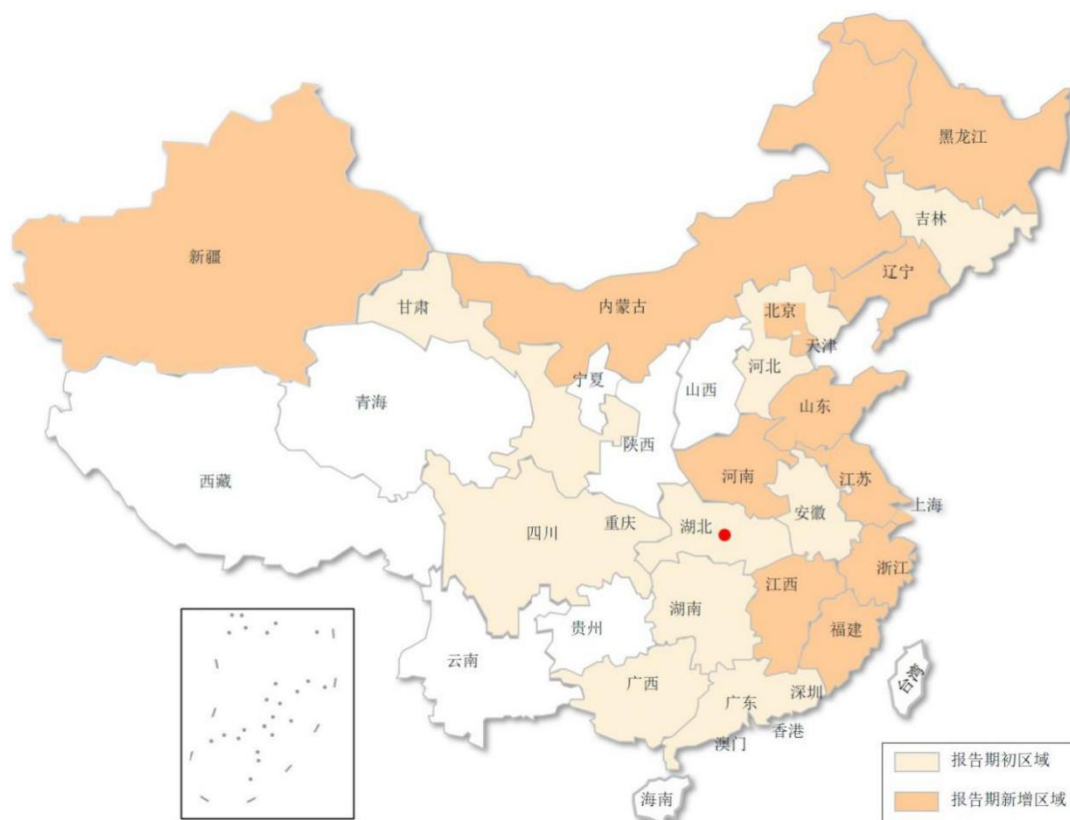 黑龙江
吉林
新疆
辽宁
甘肃
内蒙古
北京
天津
河北
宁夏
山西
青海
山东
陕西
河南
江苏
西藏
上海
安徽
重庆
湖北
四川
浙江
江西
湖南
贵州
福建
云南
广西
台湾
深圳
广东
香港
澳门
报告期初区域
海南
报告期新增区域